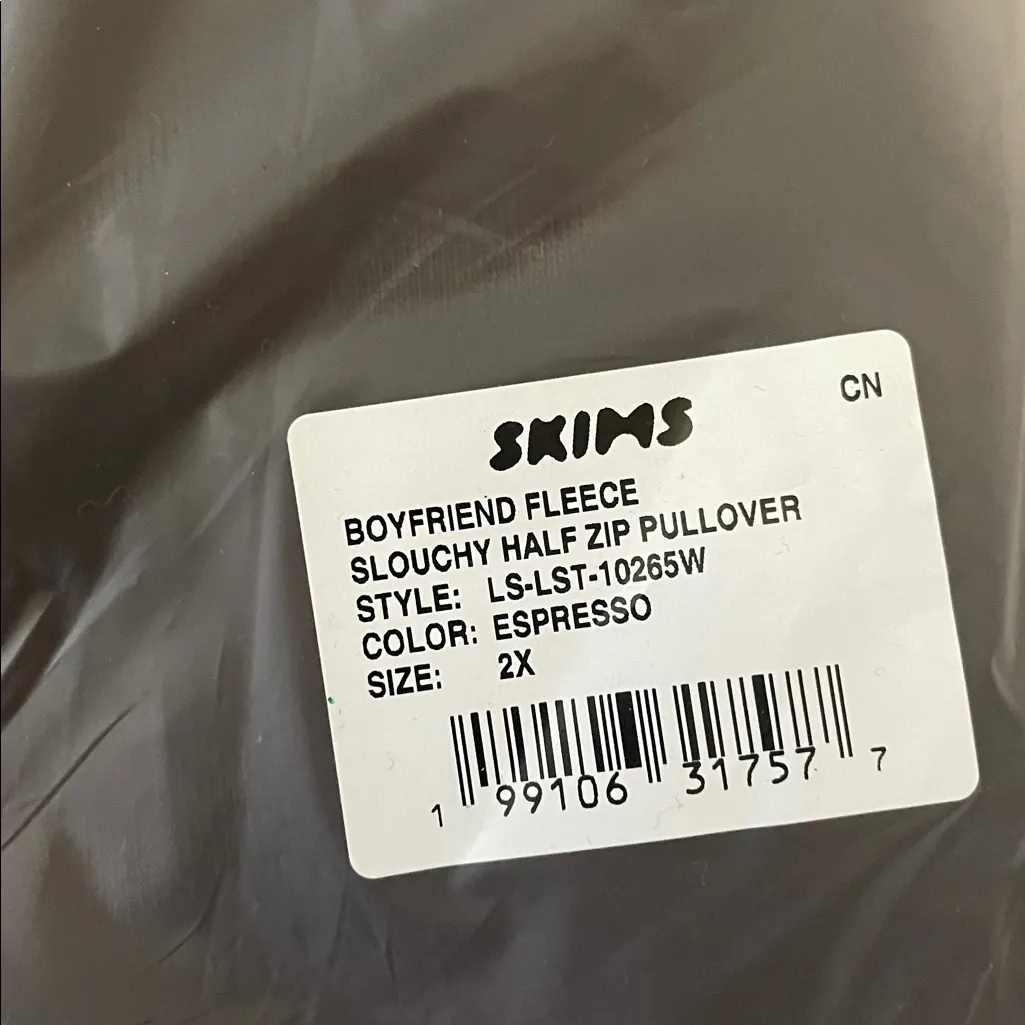 CN
SKIMS
BOYFRIEND FLEECE
SLOUCHY HALF ZIP PULLOVER
STYLE: LS-LST-10265W
COLOR: ESPRESSO
SIZE: 2X
1 99106 31757 7